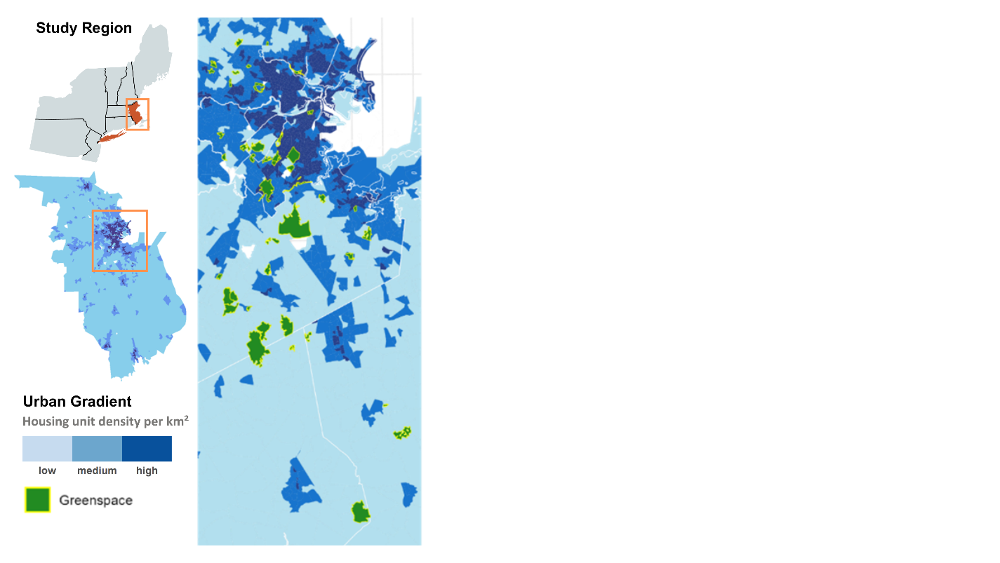 Study Region
Urban Gradient
Housing unit density per km²
low medium high
Greenspace